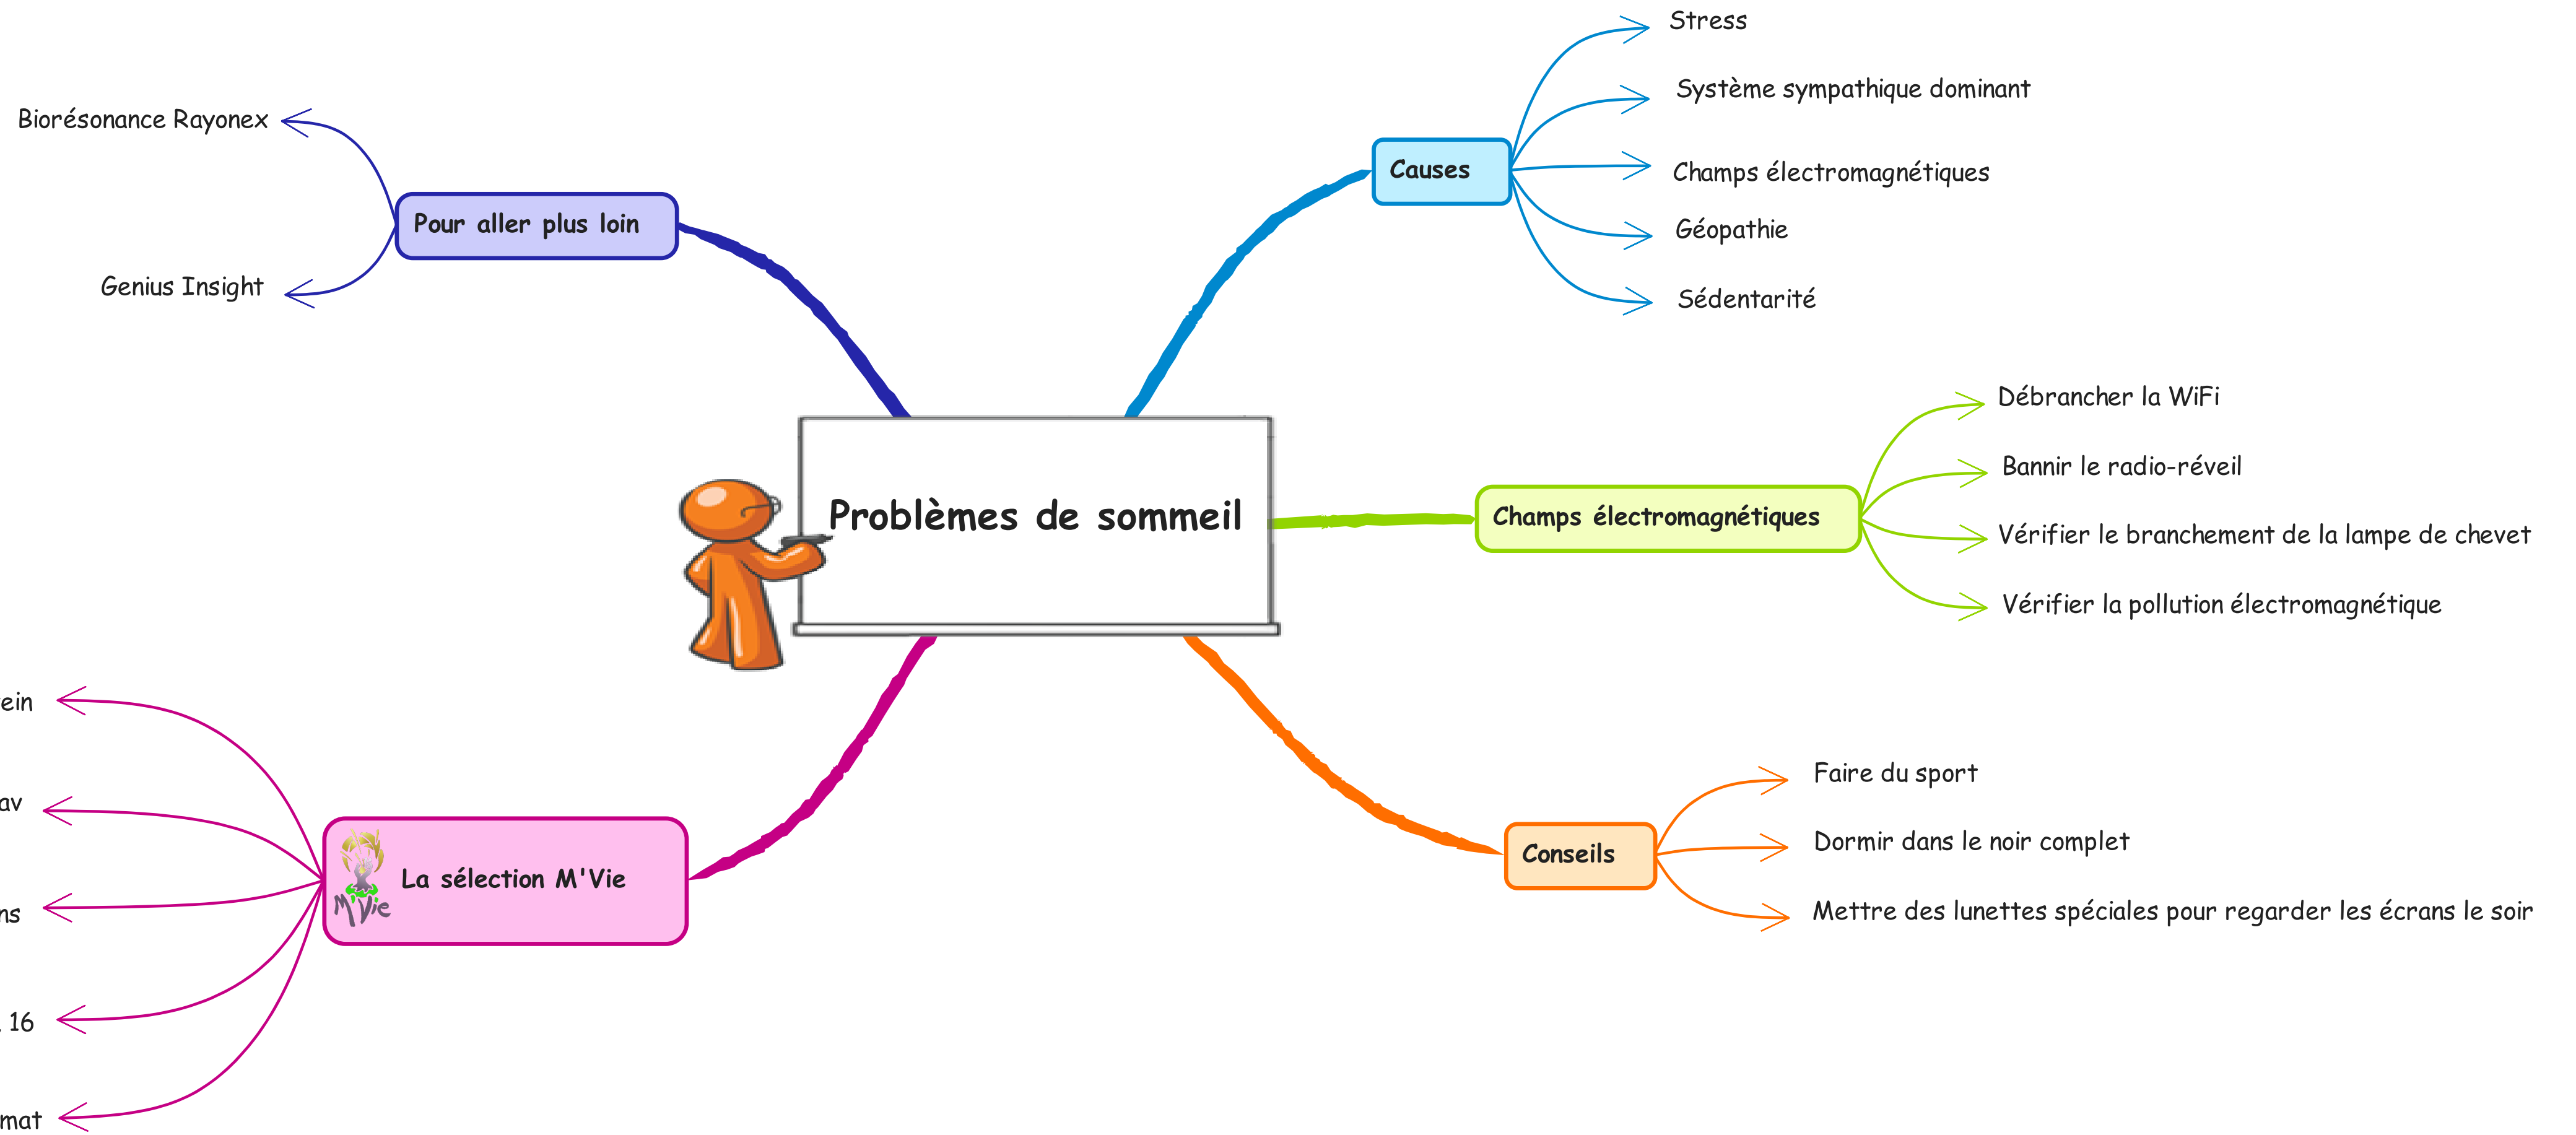 Problèmes de sommeil
Causes
Stress
Système sympathique dominant
Champs électromagnétiques
Géopathie
Sédentarité
Champs électromagnétiques
Débrancher la WiFi
Bannir le radio-réveil
Vérifier le branchement de la lampe de chevet
Vérifier la pollution électromagnétique
Conseils
Faire du sport
Dormir dans le noir complet
Mettre des lunettes spéciales pour regarder les écrans le soir
La sélection M'Vie
M'Vie
16
Pour aller plus loin
Biorésonance Rayonex
Genius Insight